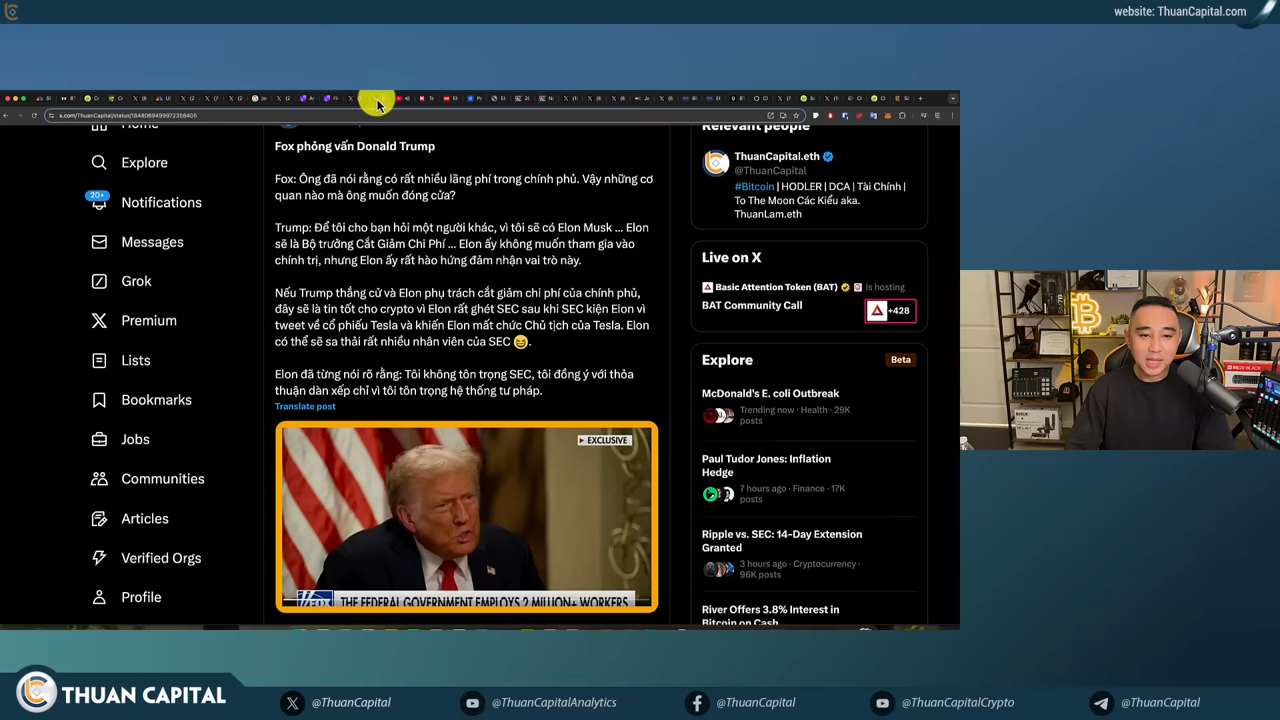 website: ThuanCapital.com
x.com/ThuanCapital/status/1848069499972358405
Home
Explore
20+
Notifications
Messages
Grok
Premium
Lists
Bookmarks
Jobs
Communities
Articles
Verified Orgs
Profile
Fox phỏng vấn Donald Trump
Fox: Ông đã nói rằng có rất nhiều lãng phí trong chính phủ. Vậy những cơ
quan nào mà ông muốn đóng cửa?
Trump: Để tôi cho bạn hỏi một người khác, vì tôi sẽ có Elon Musk ... Elon
sẽ là Bộ trưởng Cắt Giảm Chi Phí ... Elon ấy không muốn tham gia vào
chính trị, nhưng Elon ấy rất hào hứng đảm nhận vai trò này.
Nếu Trump thắng cử và Elon phụ trách cắt giảm chi phí của chính phủ,
đây sẽ là tin tốt cho crypto vì Elon rất ghét SEC sau khi SEC kiện Elon vì
tweet về cổ phiếu Tesla và khiến Elon mất chức Chủ tịch của Tesla. Elon
có thể sẽ sa thải rất nhiều nhân viên của SEC 😆.
Elon đã từng nói rõ rằng: Tôi không tôn trọng SEC, tôi đồng ý với thỏa
thuận dàn xếp chỉ vì tôi tôn trọng hệ thống tư pháp.
Translate post
EXCLUSIVE
FOX
THE FEDERAL GOVERNMENT EMPLOYS 2 MILLION+ WORKERS
Relevant people
ThuanCapital.eth
@ThuanCapital
#Bitcoin | HODLER | DCA | Tài Chính |
To The Moon Các Kiểu aka.
ThuanLam.eth
Live on X
Basic Attention Token (BAT) is hosting
BAT Community Call
+428
Explore
Beta
McDonald's E. coli Outbreak
Trending now · Health · 29K
posts
Paul Tudor Jones: Inflation
Hedge
7 hours ago · Finance · 17K
posts
Ripple vs. SEC: 14-Day Extension
Granted
3 hours ago · Cryptocurrency ·
96K posts
River Offers 3.8% Interest in
Bitcoin on Cash
THUAN CAPITAL
@ThuanCapital
@ThuanCapitalAnalytics
@ThuanCapital
@ThuanCapitalCrypto
@ThuanCapital